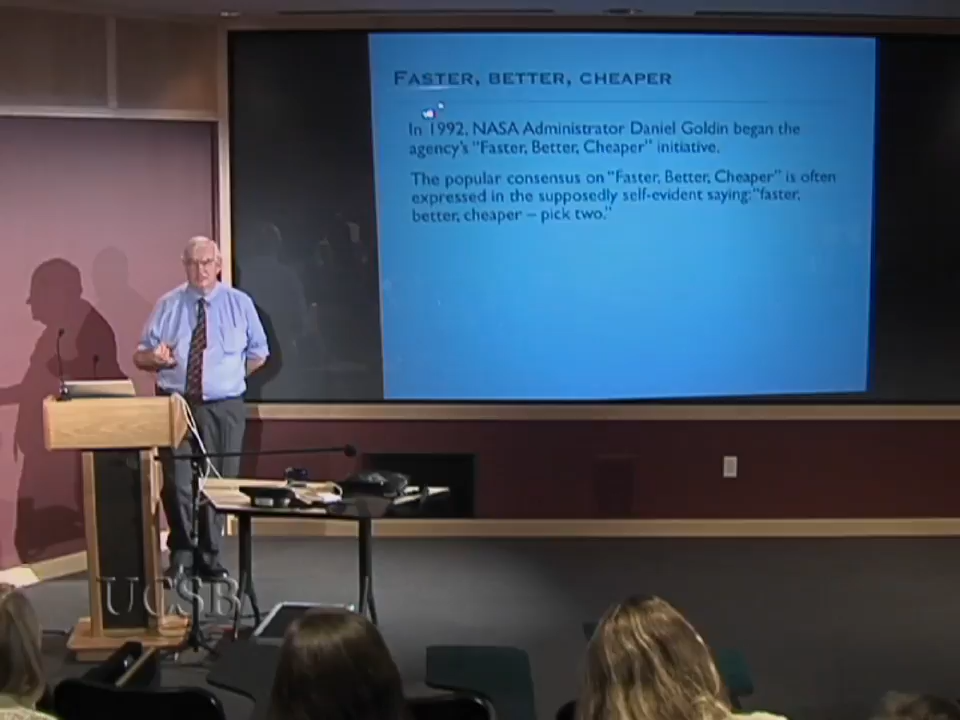 FASTER, BETTER, CHEAPER
In 1992, NASA Administrator Daniel Goldin began the
agency's "Faster, Better, Cheaper" initiative.
The popular consensus on "Faster, Better, Cheaper" is often
expressed in the supposedly self-evident saying: "faster,
better, cheaper – pick two."
UCSB